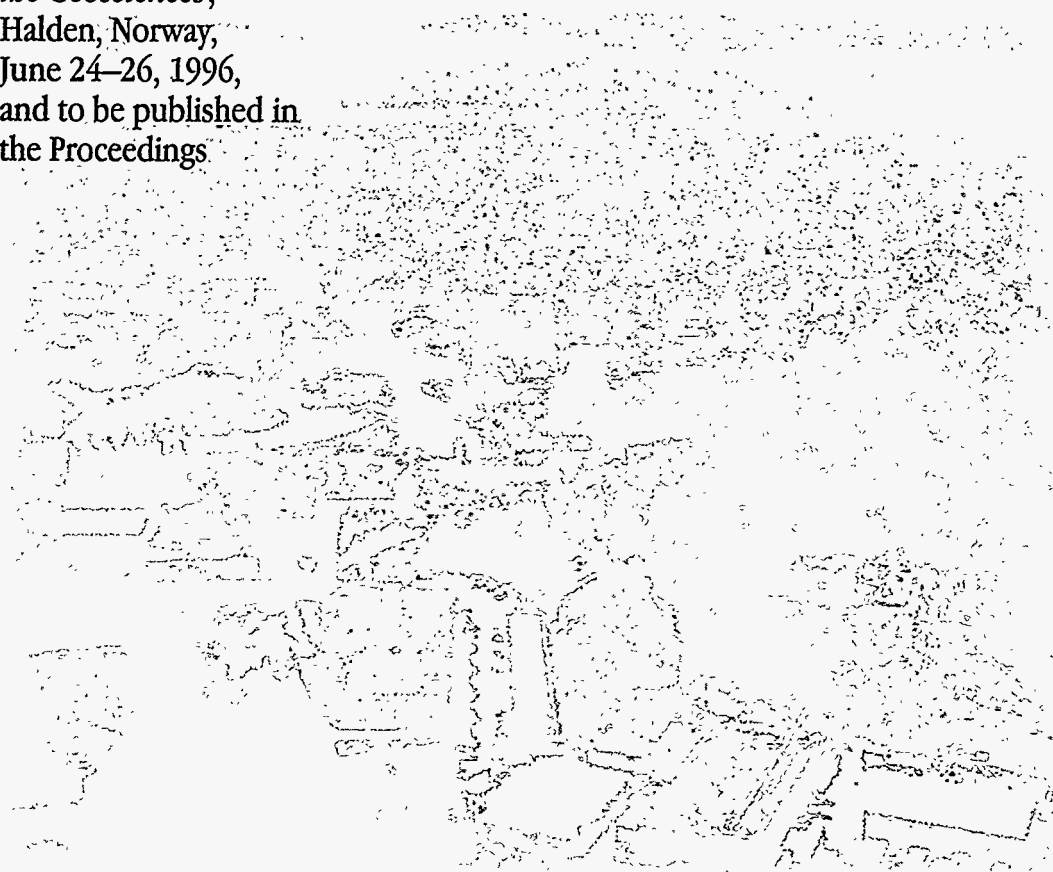 Halden, Norway,
June 24–26, 1996,
and to be published in
the Proceedings